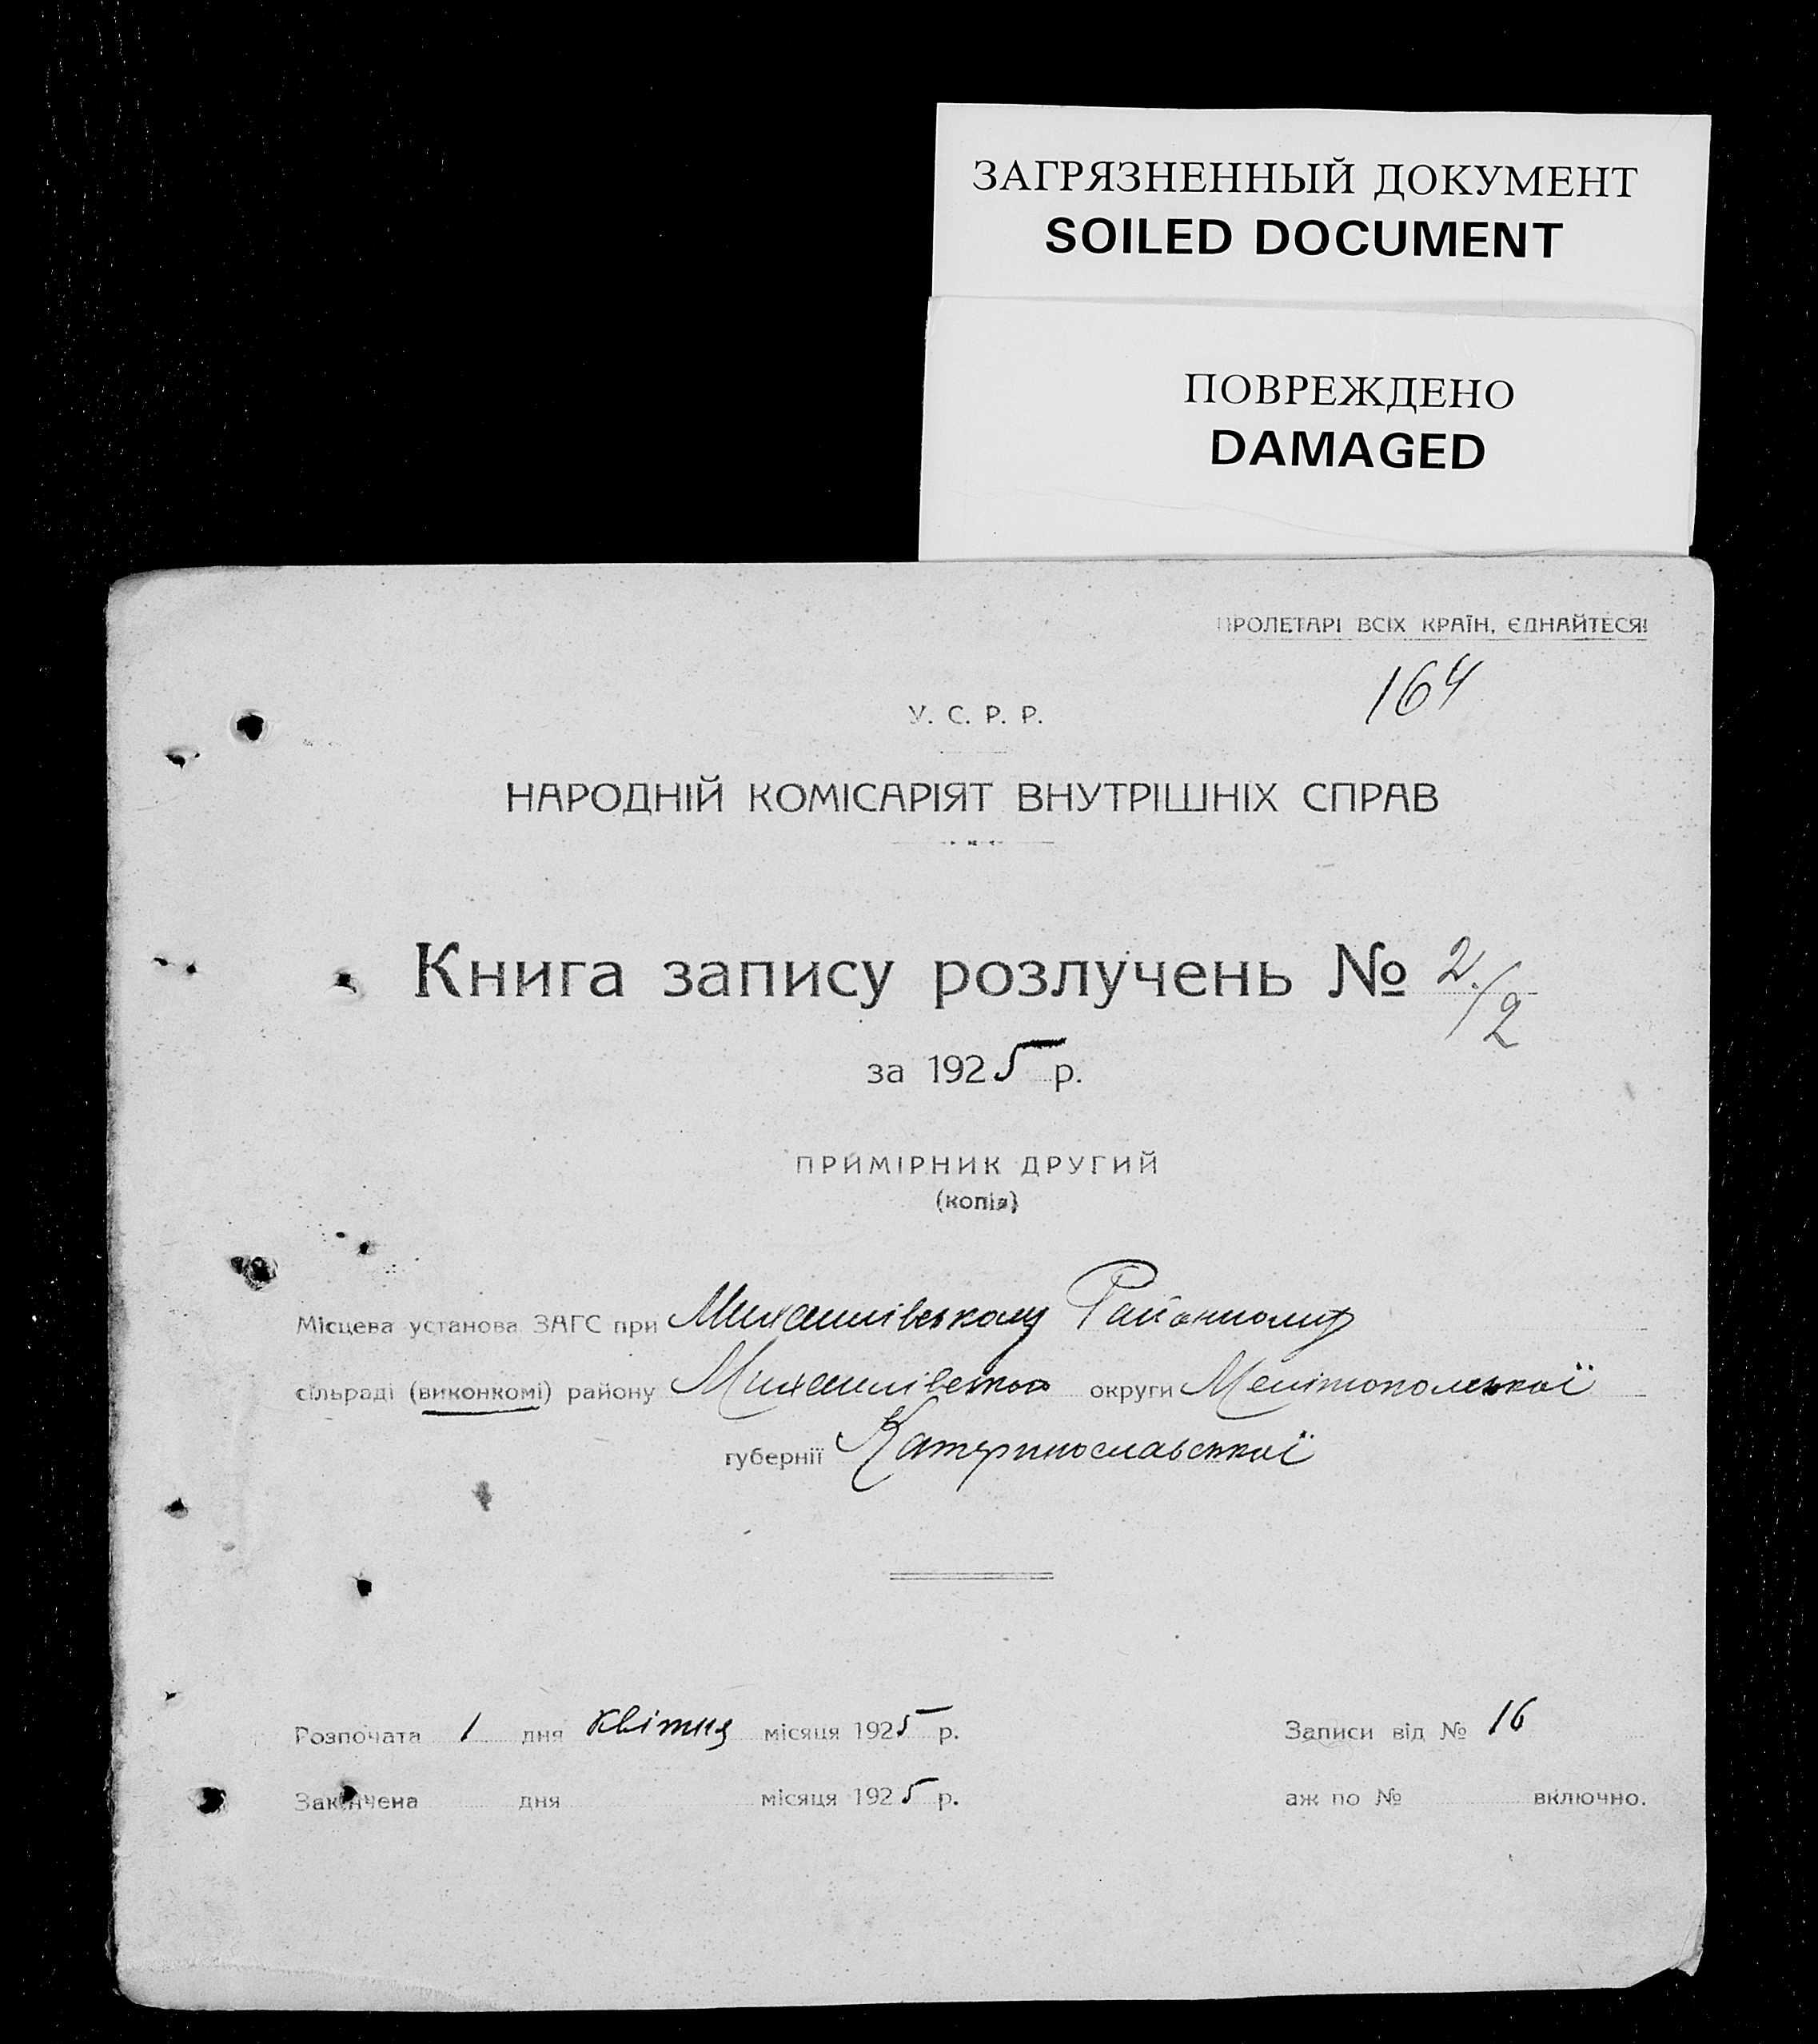 ЗАГРЯЗНЕННЫЙ ДОКУМЕНТ
SOILED DOCUMENT
ПОВРЕЖДЕНО
DAMAGED
ПРОЛЕТАРІ ВСІХ КРАЇН, ЄДНАЙТЕСЯ!
164
У. С. Р. Р.
НАРОДНІЙ КОМІСАРІЯТ ВНУТРІШНІХ СПРАВ
Книга запису розлучень № 2/2
за 1925 р.
ПРИМІРНИК ДРУГИЙ
(копія)
Місцева установа ЗАГС при Михайлівському
сільраді (виконкомі) району Михайлівсько округи Мелітопольської
губернії Катеринославської
Розпочата 1 дня квітня місяця 1925 р. Записи від № 16
Закінчена дня місяця 1925 р. аж по № включно.